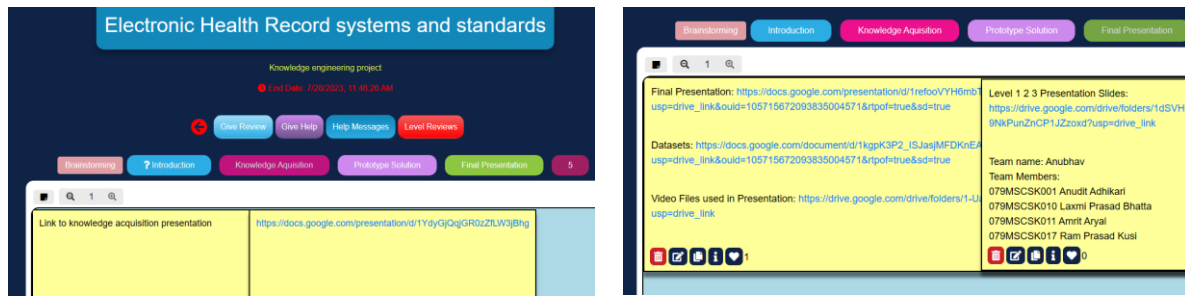 Electronic Health Record systems and standards
Knowledge engineering project
End Date: 7/28/2023, 11:46:26 AM
Give Review Give Help Help Messages Level Reviews
Brainstorming ? Introduction Knowledge Aquisition Prototype Solution Final Presentation 5
1
Link to knowledge acquisition presentation
https://docs.google.com/presentation/d/1YdyGjQqjGR0zZfLW3jBhg
Brainstorming Introduction Knowledge Aquisition Prototype Solution Final Presentation
1
Final Presentation: https://docs.google.com/presentation/d/1refooVYH6mbT
usp=drive_link&ouid=105715672093835004571&rtpof=true&sd=true
Datasets: https://docs.google.com/document/d/1kgpK3P2_ISJasjMFDKnEA
usp=drive_link&ouid=105715672093835004571&rtpof=true&sd=true
Video Files used in Presentation: https://drive.google.com/drive/folders/1-U
usp=drive_link
1
Level 1 2 3 Presentation Slides:
https://drive.google.com/drive/folders/1dSVH
9NkPunZnCP1JZzoxd?usp=drive_link
Team name: Anubhav
Team Members:
079MSCSK001 Anudit Adhikari
079MSCSK010 Laxmi Prasad Bhatta
079MSCSK011 Amrit Aryal
079MSCSK017 Ram Prasad Kusi
0